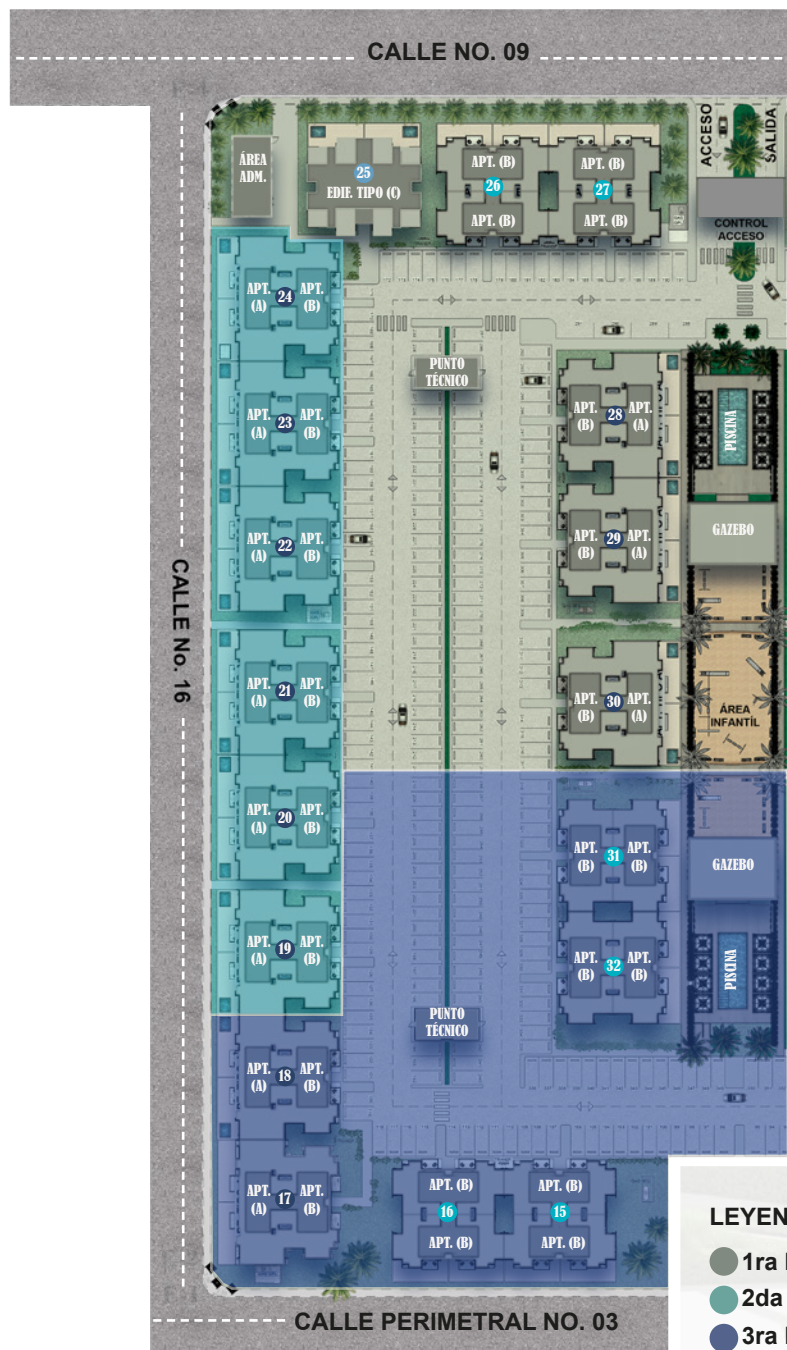 CALLE NO. 09
ACCESO
SALIDA
ÁREA
ADM.
25
EDIF. TIPO (C)
APT. (B)
26
APT. (B)
APT. (B)
27
APT. (B)
CONTROL
ACCESO
APT.
(A)
24
APT.
(B)
PUNTO
TÉCNICO
APT.
(A)
23
APT.
(B)
APT.
(B)
28
APT.
(A)
PISCINA
APT.
(A)
22
APT.
(B)
APT.
(B)
29
APT.
(A)
GAZEBO
CALLE No. 16
APT.
(A)
21
APT.
(B)
APT.
(B)
30
APT.
(A)
ÁREA
INFANTÍL
APT.
(A)
20
APT.
(B)
APT.
(B)
31
APT.
(B)
GAZEBO
APT.
(A)
19
APT.
(B)
APT.
(B)
32
APT.
(B)
PISCINA
PUNTO
TÉCNICO
APT.
(A)
18
APT.
(B)
APT.
(A)
17
APT.
(B)
APT. (B)
16
APT. (B)
APT. (B)
15
APT. (B)
LEYEN
1ra
2da
3ra
CALLE PERIMETRAL NO. 03